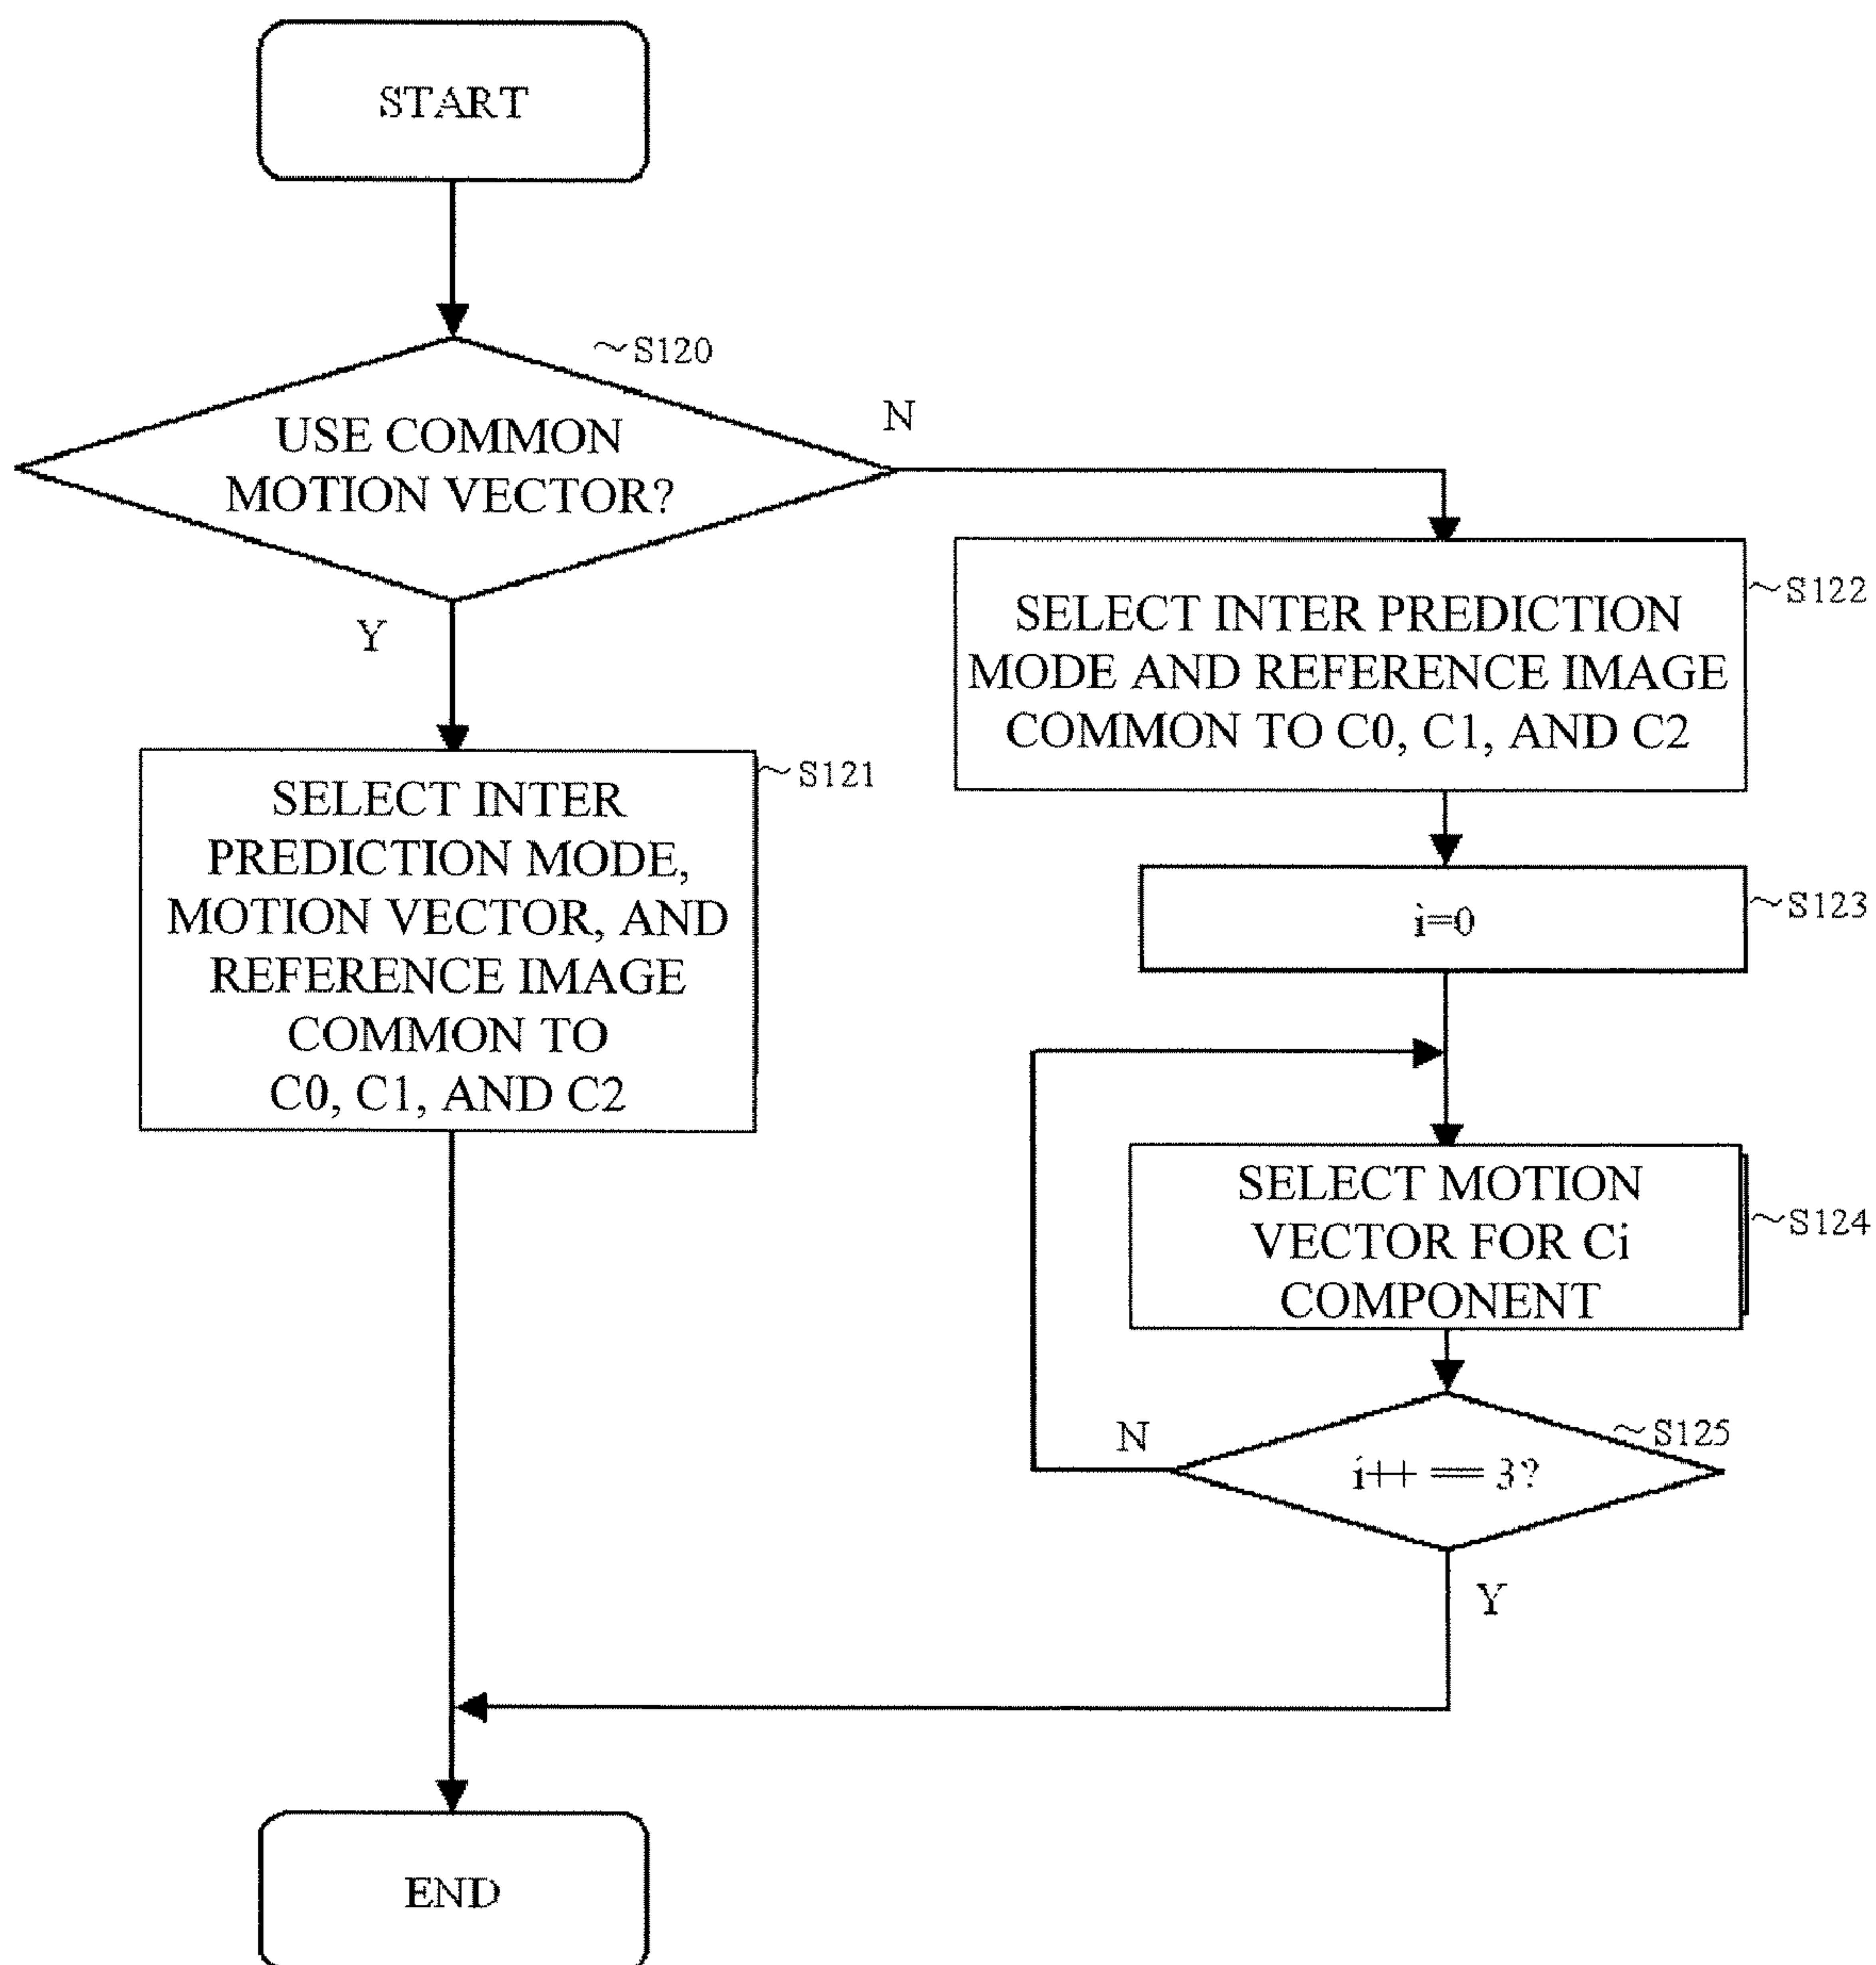 START
~S120
USE COMMON
MOTION VECTOR?
N
Y
~S122
SELECT INTER PREDICTION
MODE AND REFERENCE IMAGE
COMMON TO C0, C1, AND C2
~S121
SELECT INTER
PREDICTION MODE,
MOTION VECTOR, AND
REFERENCE IMAGE
COMMON TO
C0, C1, AND C2
~S123
i=0
SELECT MOTION
VECTOR FOR Ci
COMPONENT
~S124
~S125
N
i++ == 3?
Y
END